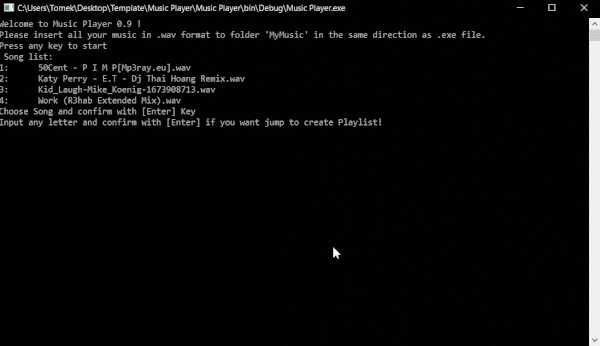 C:\Users\Tomek\Desktop\Template\Music Player\Music Player\bin\Debug\Music Player.exe
Welcome to Music Player 0.9 !
Please insert all your music in .wav format to folder 'MyMusic' in the same direction as .exe file.
Press any key to start
Song list:
1: 50Cent - P I M P[Mp3ray.eu].wav
2: Katy Perry - E.T - Dj Thai Hoang Remix.wav
3: Kid_Laugh-Mike_Koenig-1673908713.wav
4: Work (R3hab Extended Mix).wav
Choose Song and confirm with [Enter] Key
Input any letter and confirm with [Enter] if you want jump to create Playlist!